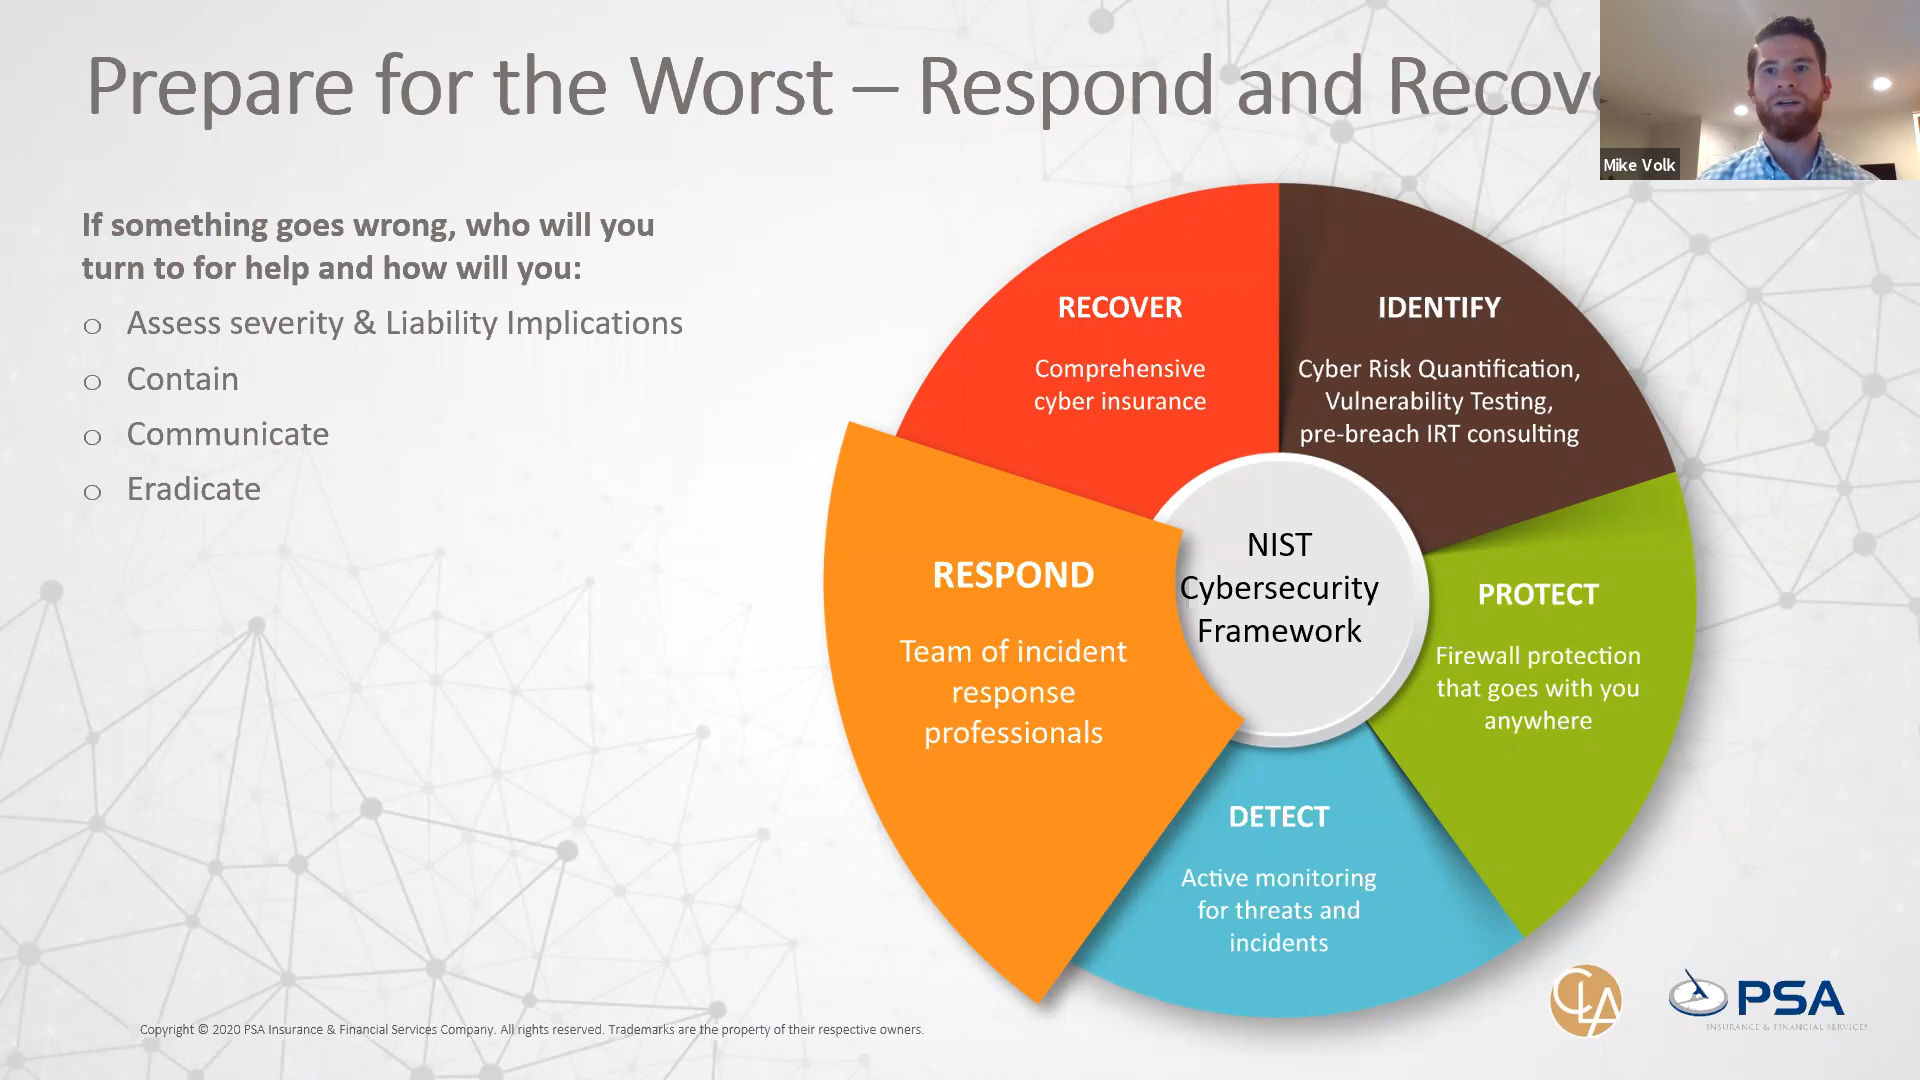 Prepare for the Worst – Respond and Recov
Mike Volk
If something goes wrong, who will you
turn to for help and how will you:
o Assess severity & Liability Implications
o Contain
o Communicate
o Eradicate
RECOVER
Comprehensive
cyber insurance
IDENTIFY
Cyber Risk Quantification,
Vulnerability Testing,
pre-breach IRT consulting
RESPOND
Team of incident
response
professionals
NIST
Cybersecurity
Framework
PROTECT
Firewall protection
that goes with you
anywhere
DETECT
Active monitoring
for threats and
incidents
CLA
PSA
INSURANCE & FINANCIAL SERVICES
Copyright © 2020 PSA Insurance & Financial Services Company. All rights reserved. Trademarks are the property of their respective owners.